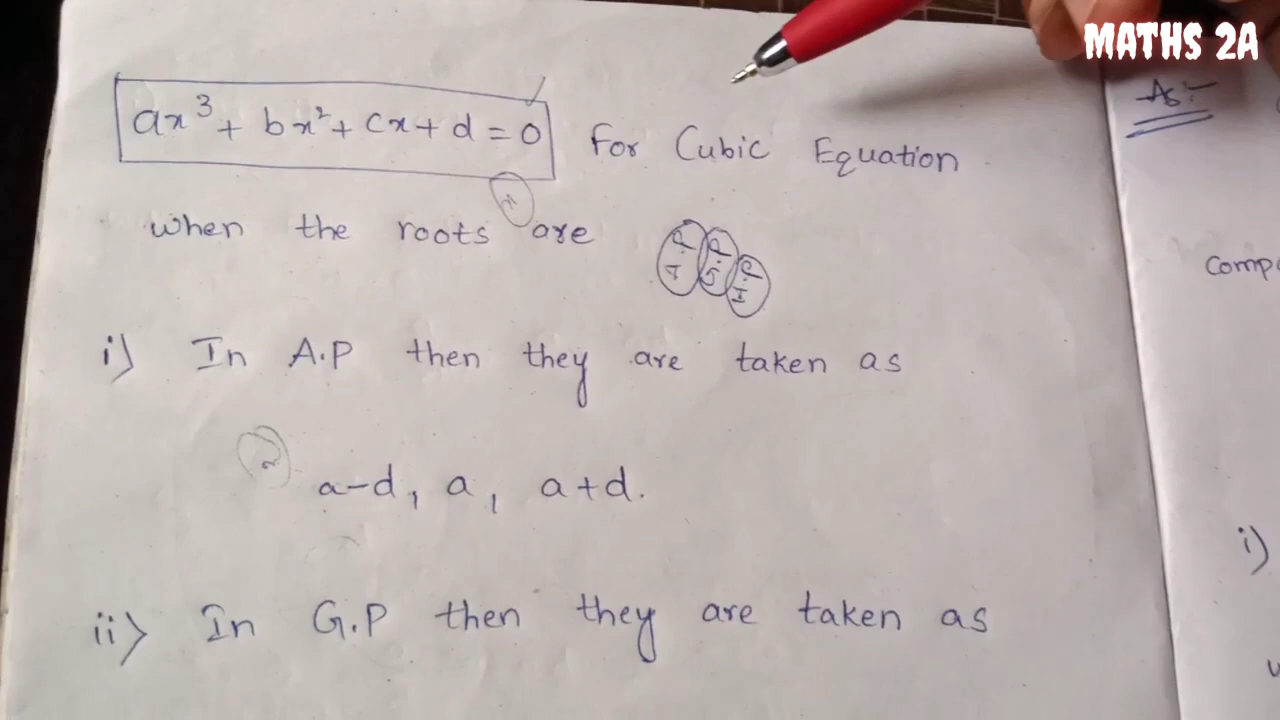 MATHS 2A
ax³ + bx² + cx + d = 0 For Cubic Equation
when the roots are
i) In A.P then they are taken as
a-d, a, a+d.
ii) In G.P then they are taken as
As:-
i)